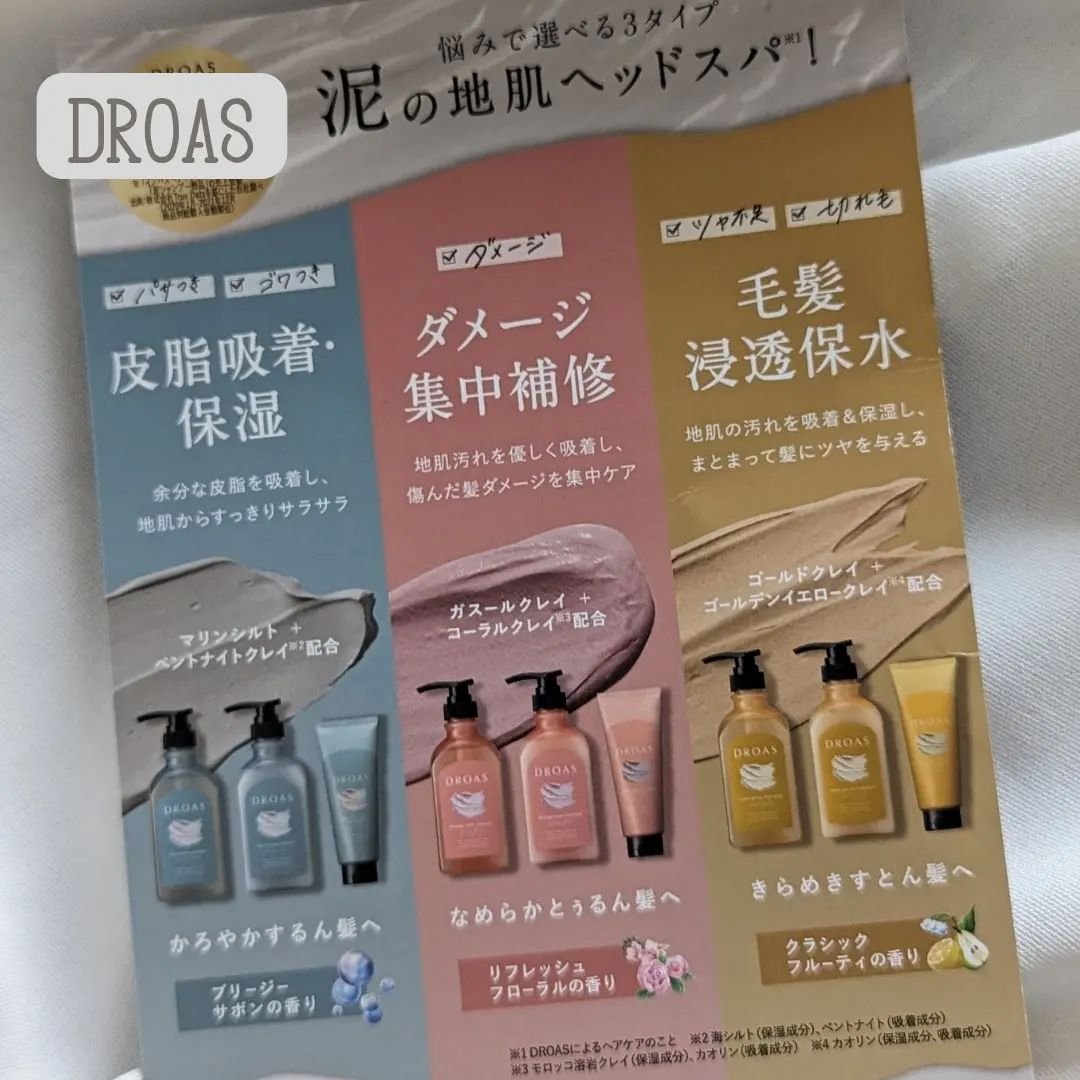 DROAS
DROAS
悩みで選べる3タイプ
泥の地肌ヘッドスパ※1！
パサつき
ゴワつき
皮脂吸着・
保湿
余分な皮脂を吸着し、
地肌からすっきりサラサラ
マリンシルト +
ベントナイトクレイ※2配合
DROAS
DROAS
DROAS
かろやかするん髪へ
ブリージー
サボンの香り
ダメージ
ダメージ
集中補修
地肌汚れを優しく吸着し、
傷んだ髪ダメージを集中ケア
ガスールクレイ +
コーラルクレイ※3配合
DROAS
DROAS
DROAS
なめらかとぅるん髪へ
リフレッシュ
フローラルの香り
ツヤ不足
切れ毛
毛髪
浸透保水
地肌の汚れを吸着&保湿し、
まとまって髪にツヤを与える
ゴールドクレイ +
ゴールデンイエロークレイ※4配合
DROAS
DROAS
DROAS
きらめきすとん髪へ
クラシック
フルーティの香り
※1 DROASによるヘアケアのこと ※2 海シルト(保湿成分)、ベントナイト(吸着成分)
※3 モロッコ溶岩クレイ(保湿成分)、カオリン(吸着成分) ※4 カオリン(保湿成分、吸着成分)